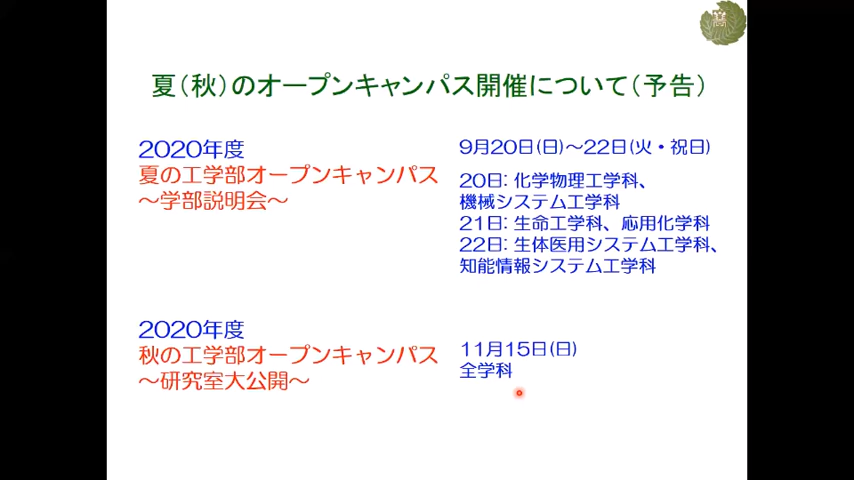 夏(秋)のオープンキャンパス開催について(予告)
2020年度
夏の工学部オープンキャンパス
～学部説明会～
9月20日(日)～22日(火・祝日)
20日: 化学物理工学科、
機械システム工学科
21日: 生命工学科、応用化学科
22日: 生体医用システム工学科、
知能情報システム工学科
2020年度
秋の工学部オープンキャンパス
～研究室大公開～
11月15日(日)
全学科